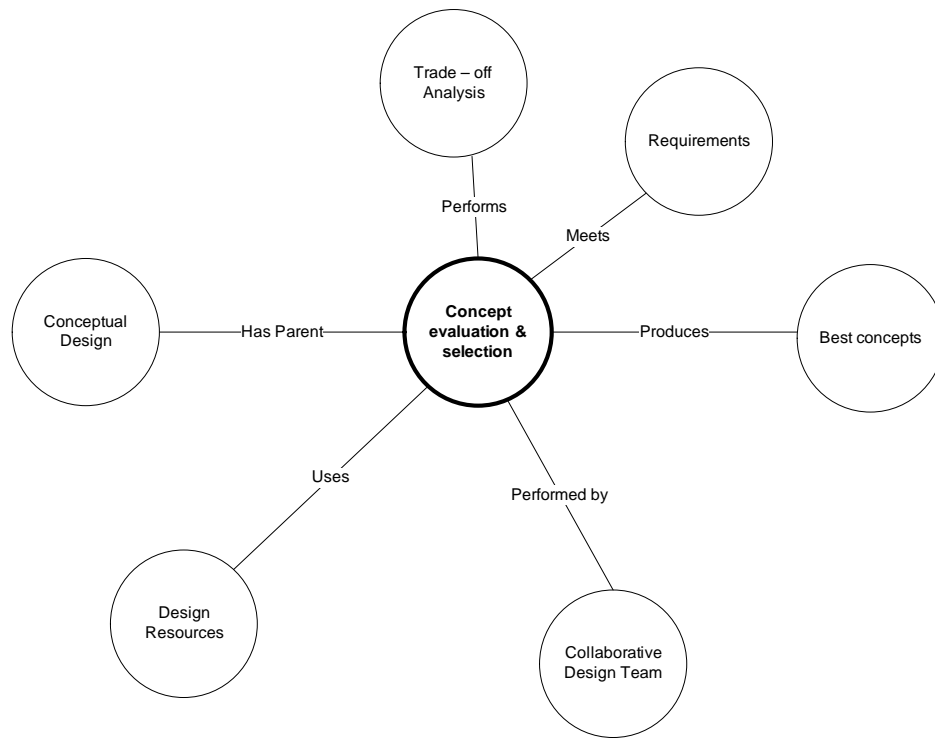 Trade – off
Analysis
Requirements
Performs
Meets
Conceptual
Design
Has Parent
Concept
evaluation &
selection
Produces
Best concepts
Uses
Performed by
Design
Resources
Collaborative
Design Team